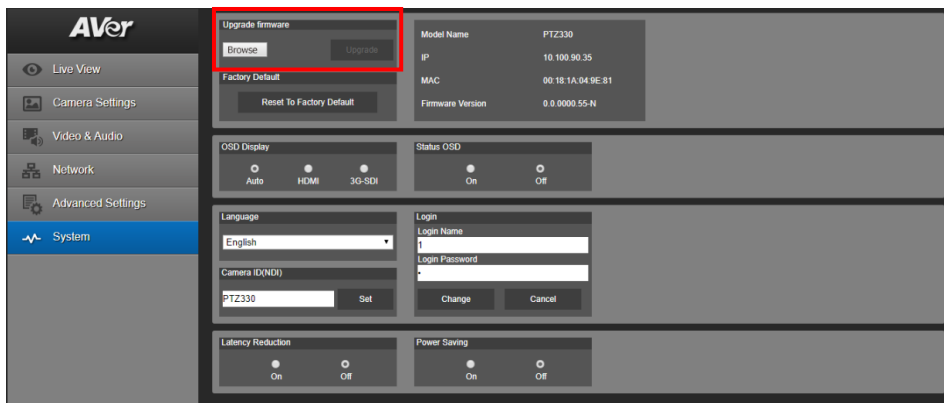 AVer
Live View
Camera Settings
Video & Audio
Network
Advanced Settings
System
Upgrade firmware
Browse
Upgrade
Factory Default
Reset To Factory Default
Model Name PTZ330
IP 10.100.90.35
MAC 00:18:1A:04:9E:81
Firmware Version 0.0.0000.55-N
OSD Display
Auto HDMI 3G-SDI
Status OSD
On Off
Language
English
Camera ID(NDI)
PTZ330 Set
Login
Login Name
1
Login Password
•
Change Cancel
Latency Reduction
On Off
Power Saving
On Off